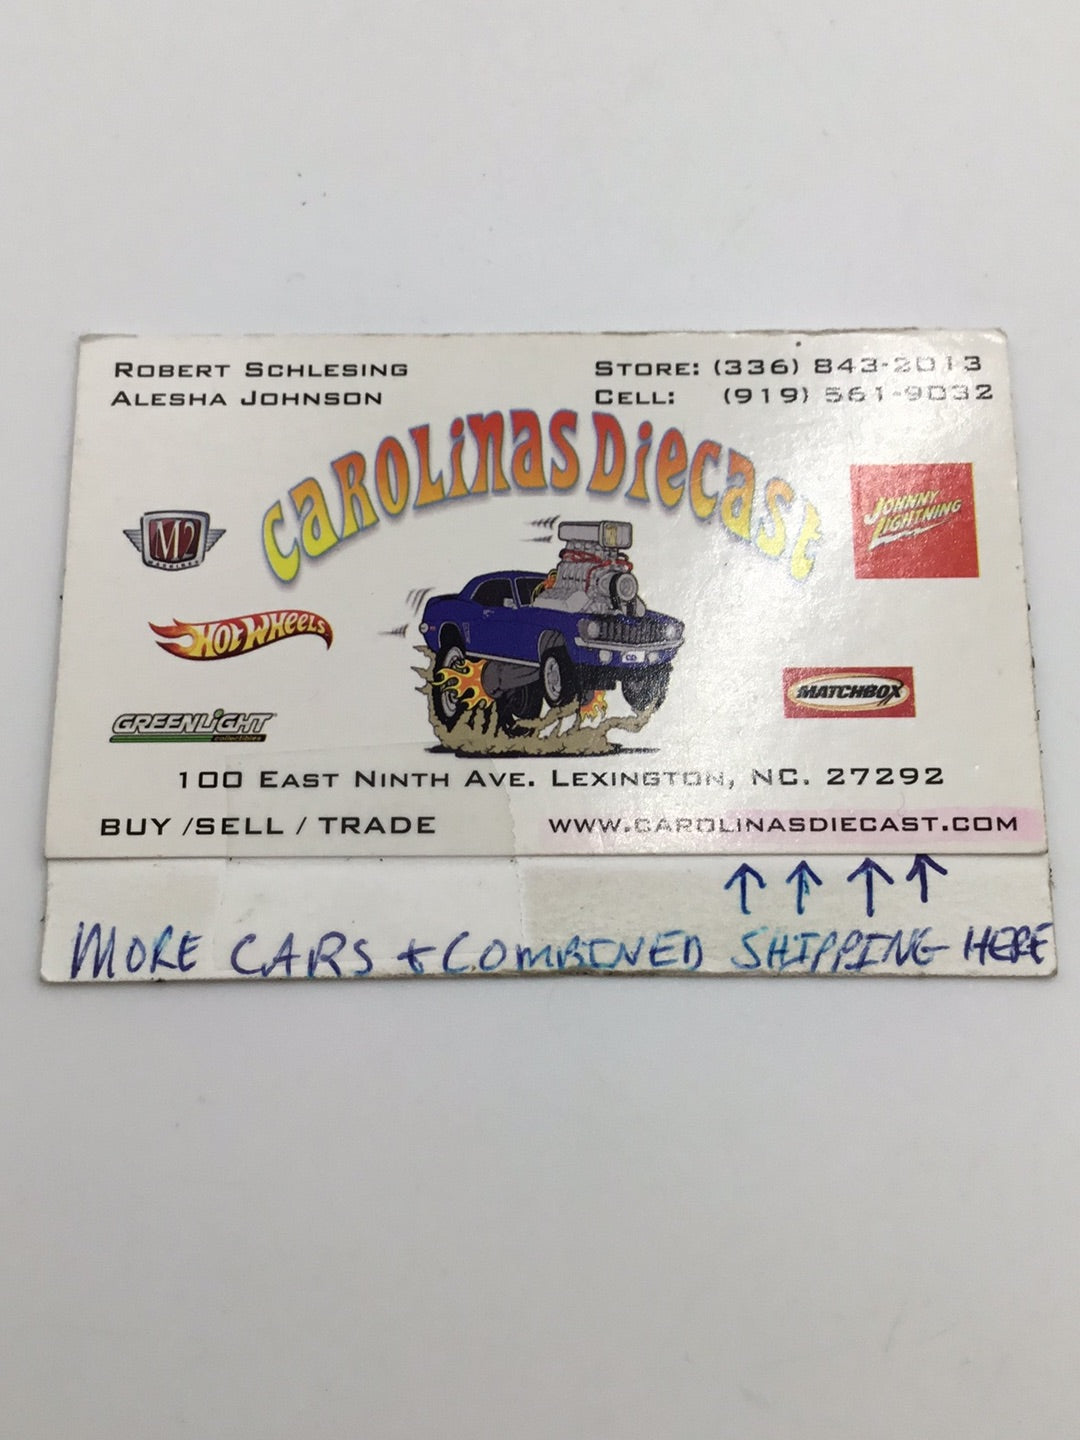 ROBERT SCHLESING
ALESHA JOHNSON
STORE: (336) 843-2013
CELL: (919) 561-9032
CAROLiNAS DiECAST
M2
MACHINES
JOHNNY
LIGHTNING
HOT WHEELS
MATCHBOX
GREENLiGHT
collectibles
100 EAST NINTH AVE. LEXINGTON, NC. 27292
BUY /SELL / TRADE
WWW.CAROLINASDIECAST.COM
↑ ↑ ↑ ↑
MORE CARS + COMBINED SHIPPING HERE